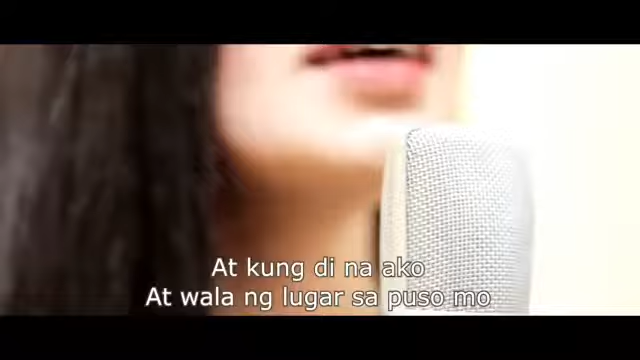 At kung di na ako
At wala ng lugar sa puso mo